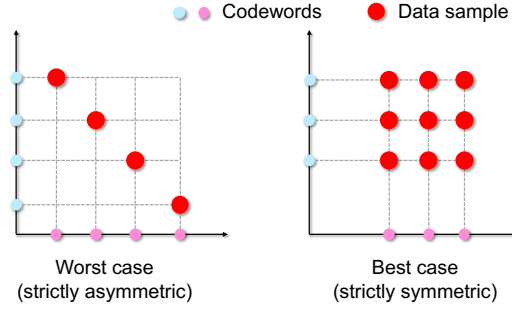 Codewords
Data sample
Worst case
(strictly asymmetric)
Best case
(strictly symmetric)